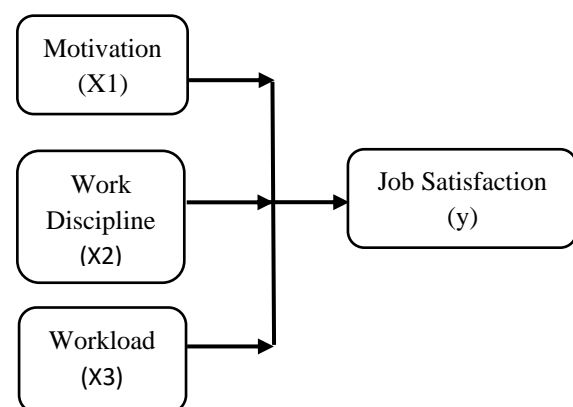 Motivation
(X1)
Work
Discipline
(X2)
Workload
(X3)
Job Satisfaction
(y)